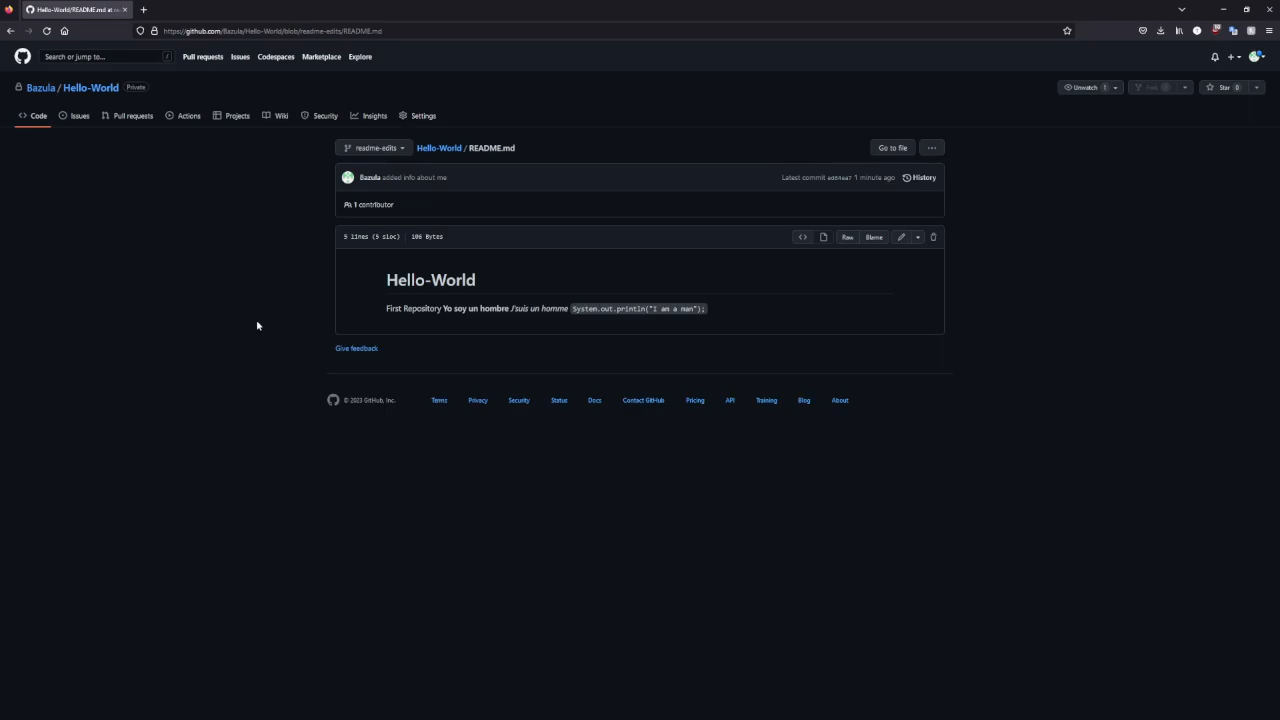 Hello-World/README.md at re
https://github.com/Bazula/Hello-World/blob/readme-edits/README.md
Search or jump to... /
Pull requests Issues Codespaces Marketplace Explore
Bazula / Hello-World Private
Unwatch 1 Fork Star 0
Code Issues Pull requests Actions Projects Wiki Security Insights Settings
readme-edits Hello-World / README.md Go to file ...
Bazula added info about me Latest commit 1 minute ago History
1 contributor
5 lines (5 sloc) 106 Bytes Raw Blame
Hello-World
First Repository Yo soy un hombre J'suis un homme System.out.println("I am a man");
Give feedback
© 2023 GitHub, Inc. Terms Privacy Security Status Docs Contact GitHub Pricing API Training Blog About